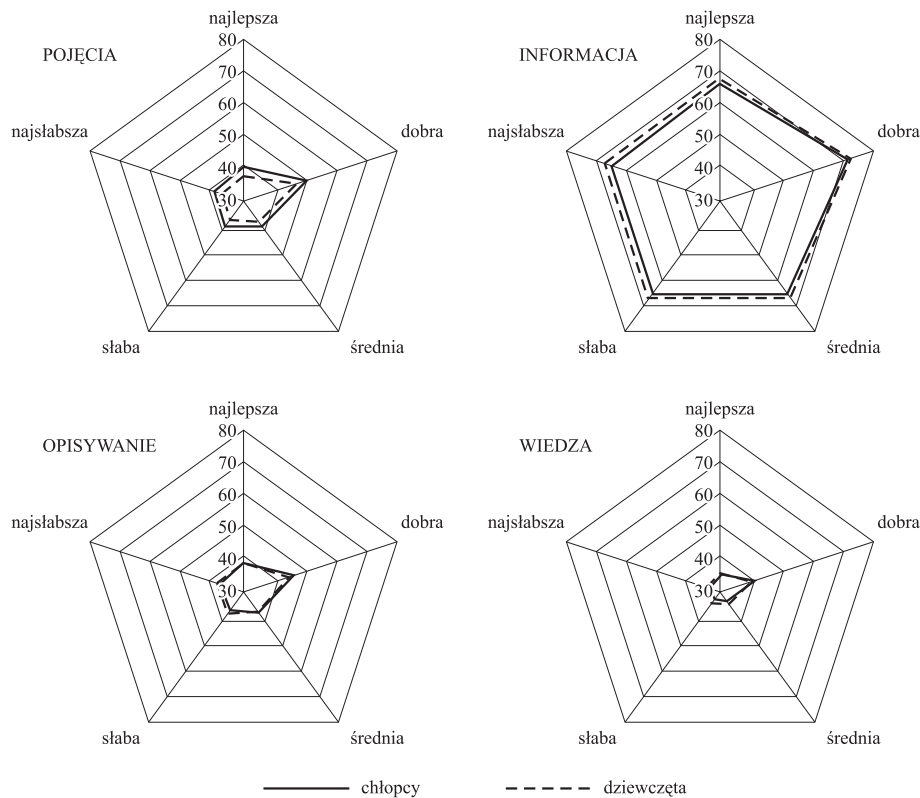 najlepsza
POJĘCIA
80
70
60
50
40
30
najsłabsza
dobra
słaba
średnia
najlepsza
INFORMACJA
80
70
60
50
40
30
najsłabsza
dobra
słaba
średnia
najlepsza
OPISYWANIE
80
70
60
50
40
30
najsłabsza
dobra
słaba
średnia
najlepsza
WIEDZA
80
70
60
50
40
30
najsłabsza
dobra
słaba
średnia
chłopcy dziewczęta